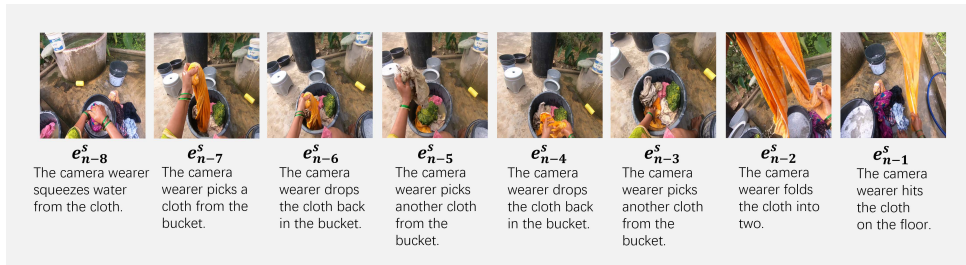 e^s_{n-8}
The camera wearer
squeezes water
from the cloth.
e^s_{n-7}
The camera
wearer picks a
cloth from the
bucket.
e^s_{n-6}
The camera
wearer drops
the cloth back
in the bucket.
e^s_{n-5}
The camera
wearer picks
another cloth
from the
bucket.
e^s_{n-4}
The camera
wearer drops
the cloth back
in the bucket.
e^s_{n-3}
The camera
wearer picks
another cloth
from the
bucket.
e^s_{n-2}
The camera
wearer folds
the cloth into
two.
e^s_{n-1}
The camera
wearer hits
the cloth
on the floor.